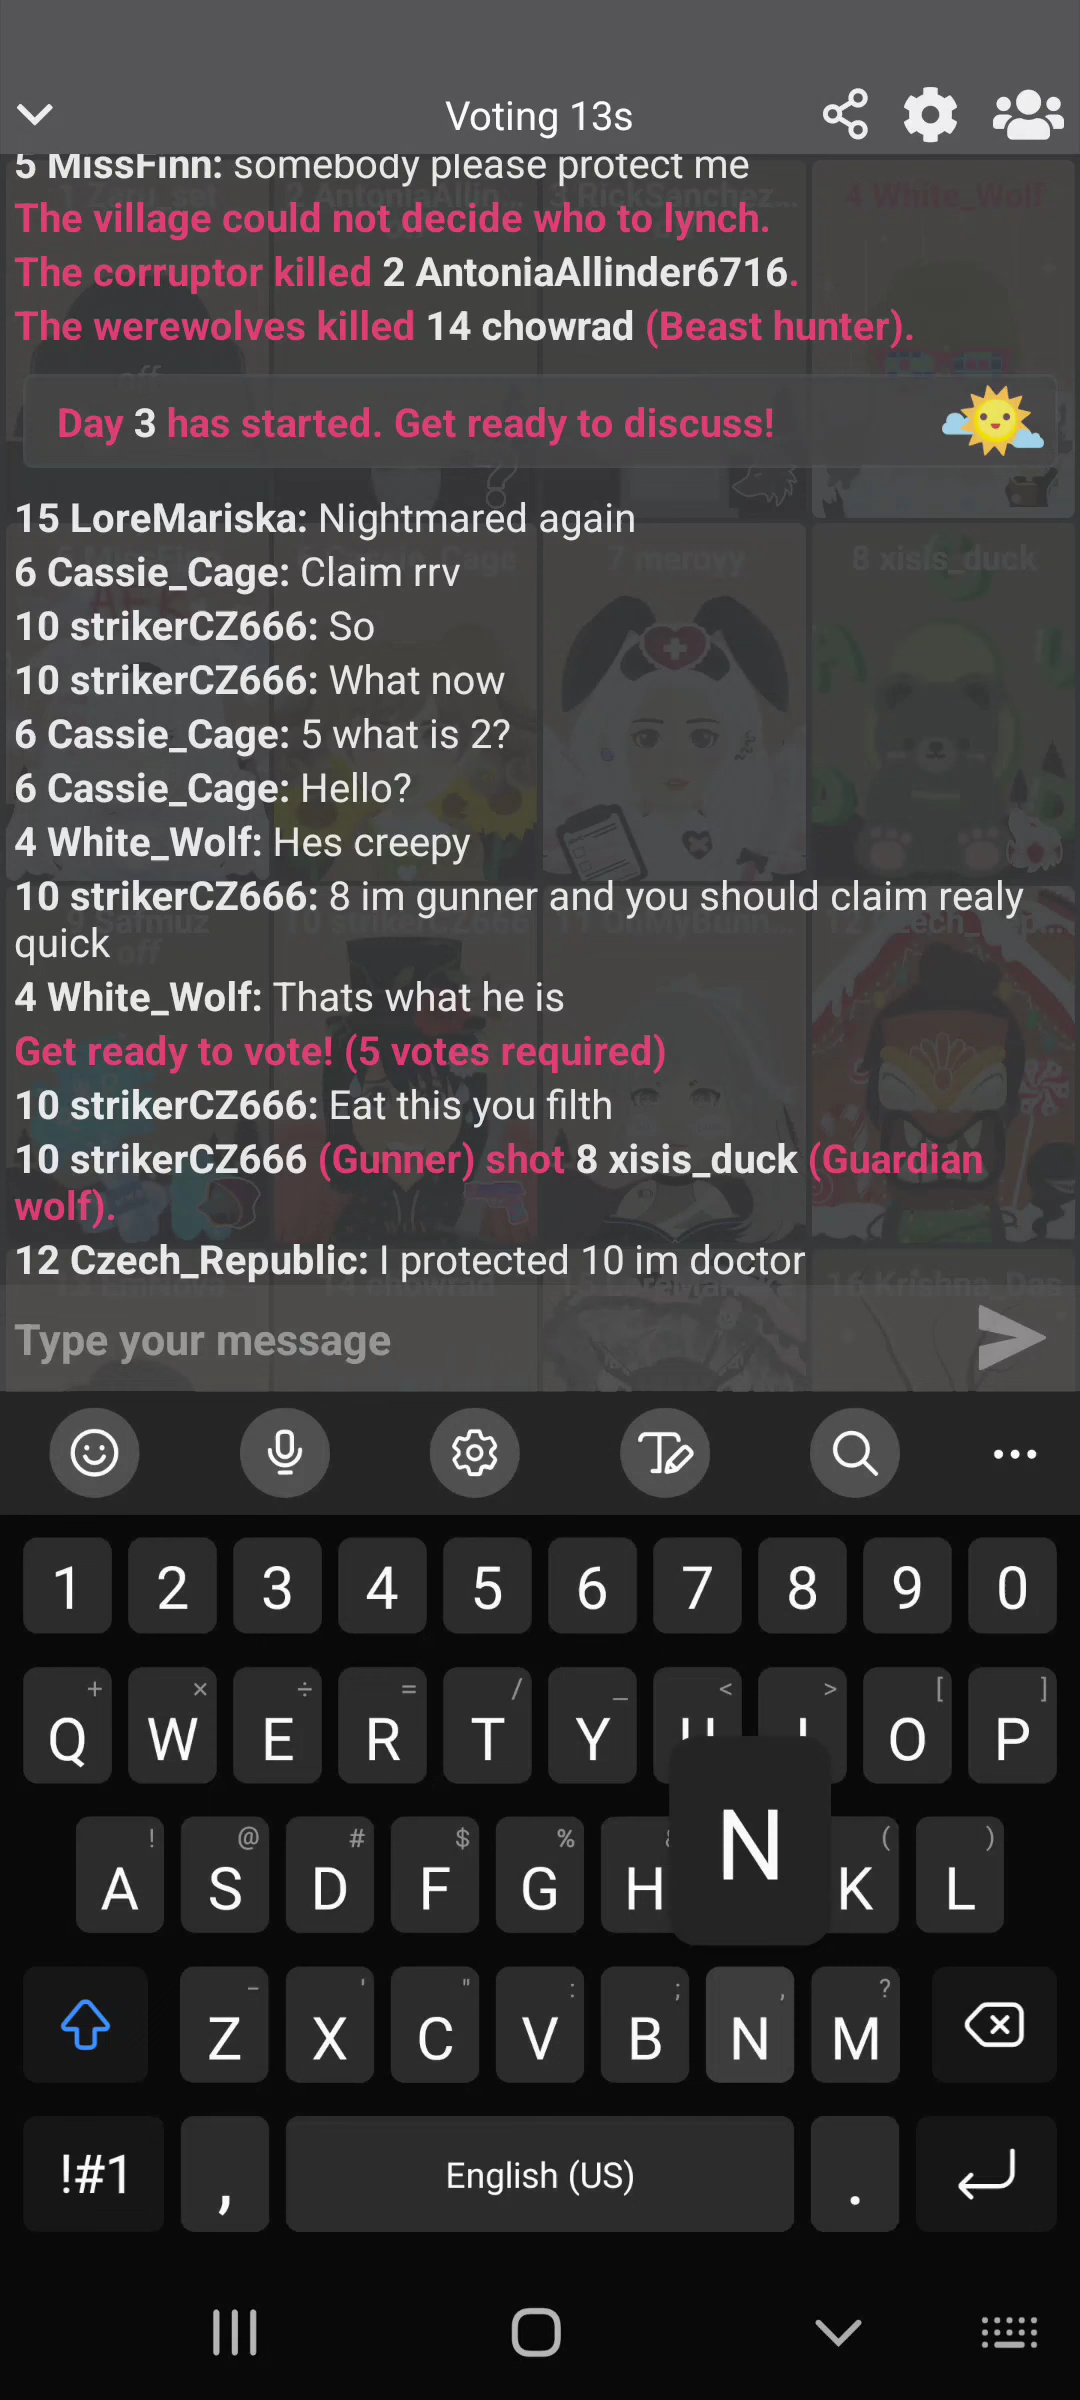 Voting 13s
5 MissFinn: somebody please protect me
The village could not decide who to lynch.
The corruptor killed 2 AntoniaAllinder6716.
The werewolves killed 14 chowrad (Beast hunter).
Day 3 has started. Get ready to discuss!
15 LoreMariska: Nightmared again
6 Cassie_Cage: Claim rrv
10 strikerCZ666: So
10 strikerCZ666: What now
6 Cassie_Cage: 5 what is 2?
6 Cassie_Cage: Hello?
4 White_Wolf: Hes creepy
10 strikerCZ666: 8 im gunner and you should claim realy
quick
4 White_Wolf: Thats what he is
Get ready to vote! (5 votes required)
10 strikerCZ666: Eat this you filth
10 strikerCZ666 (Gunner) shot 8 xisis_duck (Guardian
wolf).
12 Czech_Republic: I protected 10 im doctor
Type your message
1 2 3 4 5 6 7 8 9 0
+ × ÷ = / _ < > [ ]
Q W E R T Y U I O P
! @ # $ % ( )
A S D F G H N K L
- ' " : ; , ?
Z X C V B N M
!#1 , English (US) .